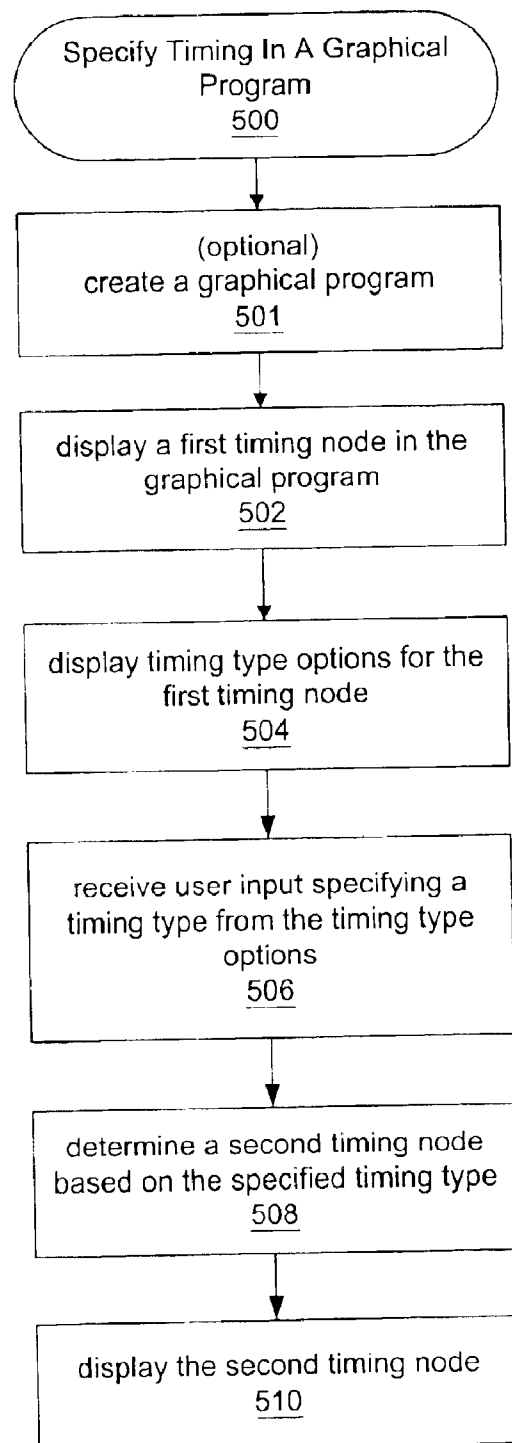 Specify Timing In A Graphical
Program
500
(optional)
create a graphical program
501
display a first timing node in the
graphical program
502
display timing type options for the
first timing node
504
receive user input specifying a
timing type from the timing type
options
506
determine a second timing node
based on the specified timing type
508
display the second timing node
510